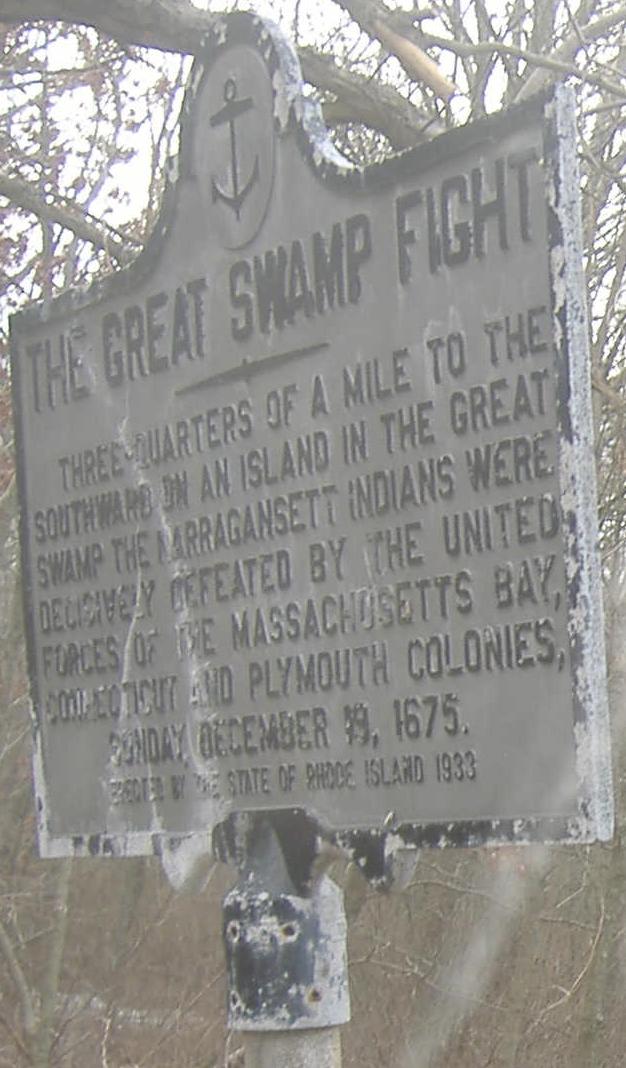 THE GREAT SWAMP FIGHT
THREE-QUARTERS OF A MILE TO THE
SOUTHWARD ON AN ISLAND IN THE GREAT
SWAMP THE NARRAGANSETT INDIANS WERE
DECISIVELY DEFEATED BY THE UNITED
FORCES OF THE MASSACHUSETTS BAY,
CONNECTICUT AND PLYMOUTH COLONIES,
SUNDAY, DECEMBER 19, 1675.
ERECTED BY THE STATE OF RHODE ISLAND 1933